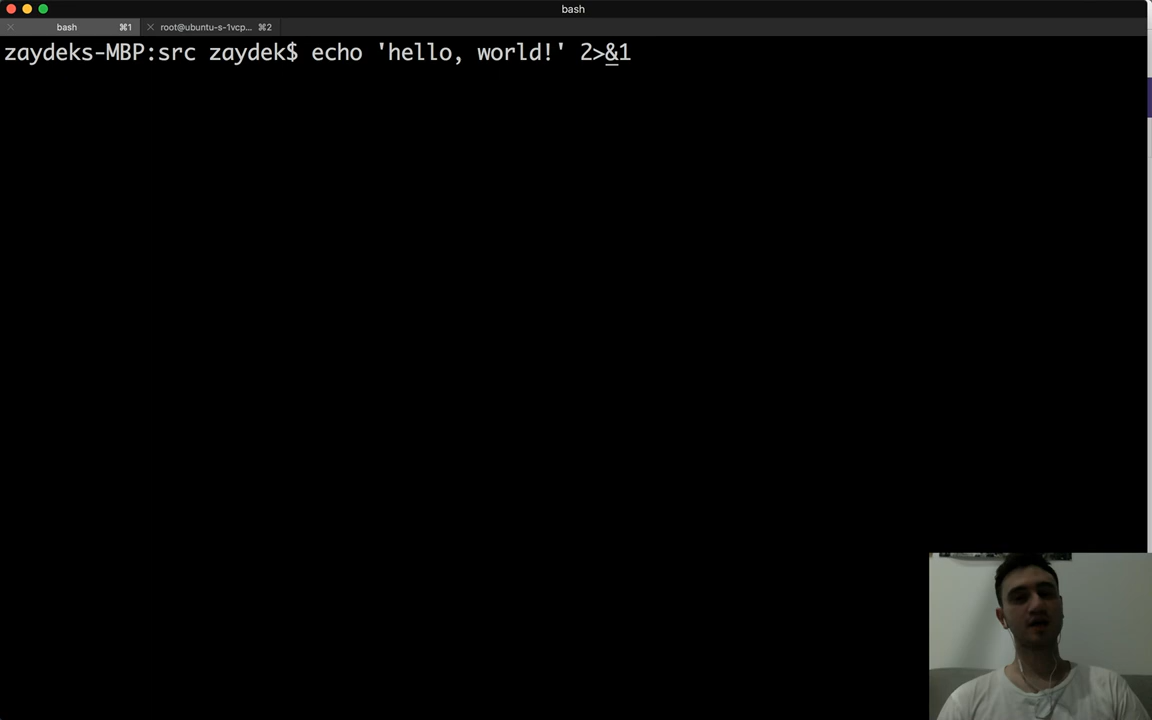 bash
bash ⌘1
root@ubuntu-s-1vcp... ⌘2
zaydeks-MBP:src zaydek$ echo 'hello, world!' 2>&1